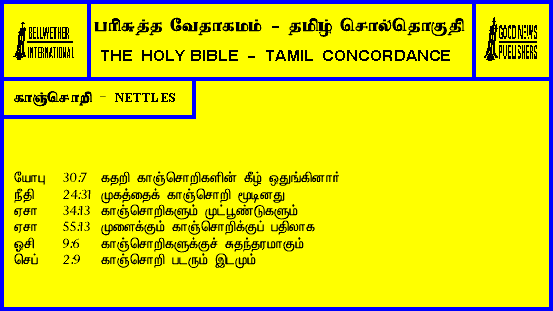 BELLWETHER
INTERNATIONAL
பரிசுத்த வேதாகமம் - தமிழ் சொல்தொகுதி
THE HOLY BIBLE - TAMIL CONCORDANCE
GOOD NEWS
PUBLISHERS
காஞ்சொறி - NETTLES
யோபு 30:7 கதறி காஞ்சொறிகளின் கீழ் ஒதுங்கினார்
நீதி 24:31 முகத்தைக் காஞ்சொறி மூடினது
ஏசா 34:13 காஞ்சொறிகளும் முட்பூண்டுகளும்
ஏசா 55:13 முளைக்கும் காஞ்சொறிக்குப் பதிலாக
ஓசி 9:6 காஞ்சொறிகளுக்குச் சுதந்தரமாகும்
செப் 2:9 காஞ்சொறி படரும் இடமும்